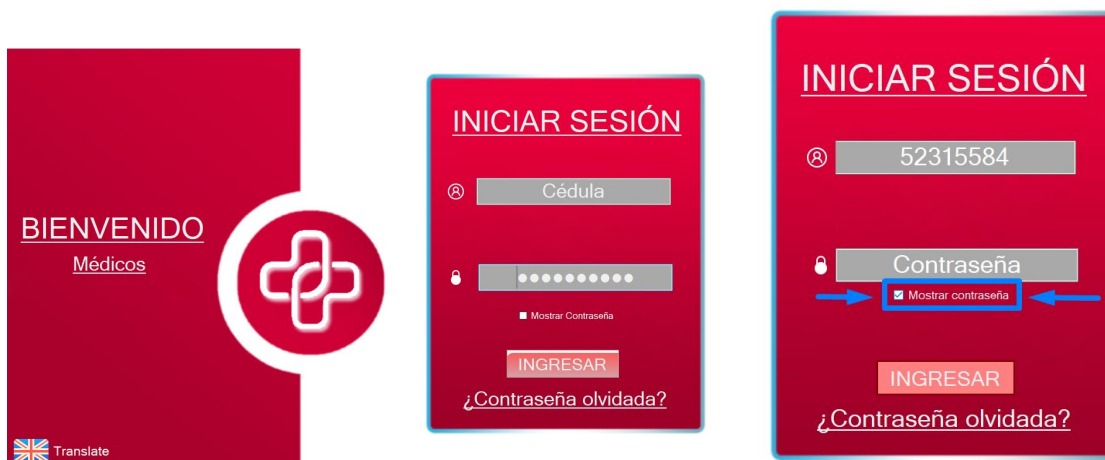 BIENVENIDO
Médicos
Translate
INICIAR SESIÓN
Cédula
Mostrar Contraseña
INGRESAR
¿Contraseña olvidada?
INICIAR SESIÓN
52315584
Contraseña
Mostrar contraseña
INGRESAR
¿Contraseña olvidada?